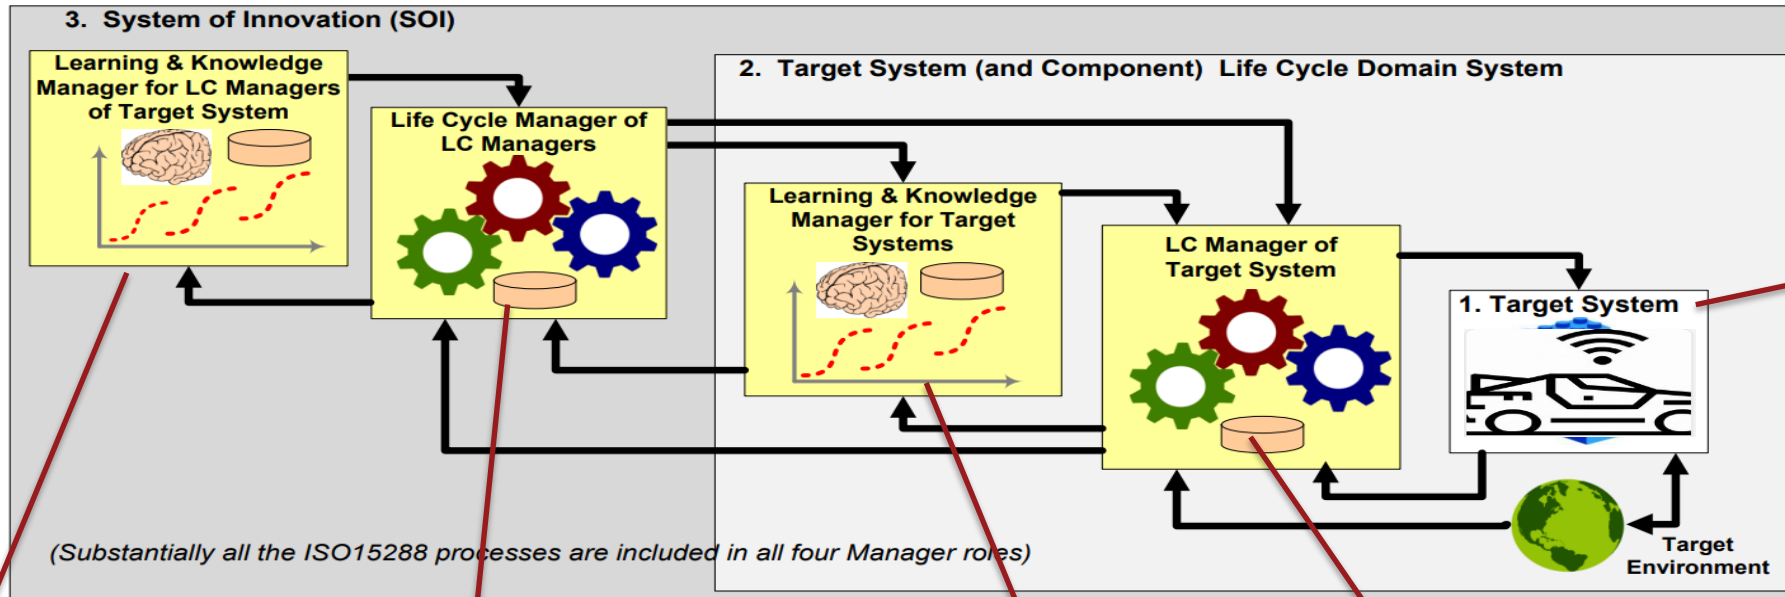 3. System of Innovation (SOI)
Learning & Knowledge
Manager for LC Managers
of Target System
2. Target System (and Component) Life Cycle Domain System
Life Cycle Manager of
LC Managers
Learning & Knowledge
Manager for Target
Systems
LC Manager of
Target System
1. Target System
(Substantially all the ISO15288 processes are included in all four Manager roles)
Target
Environment